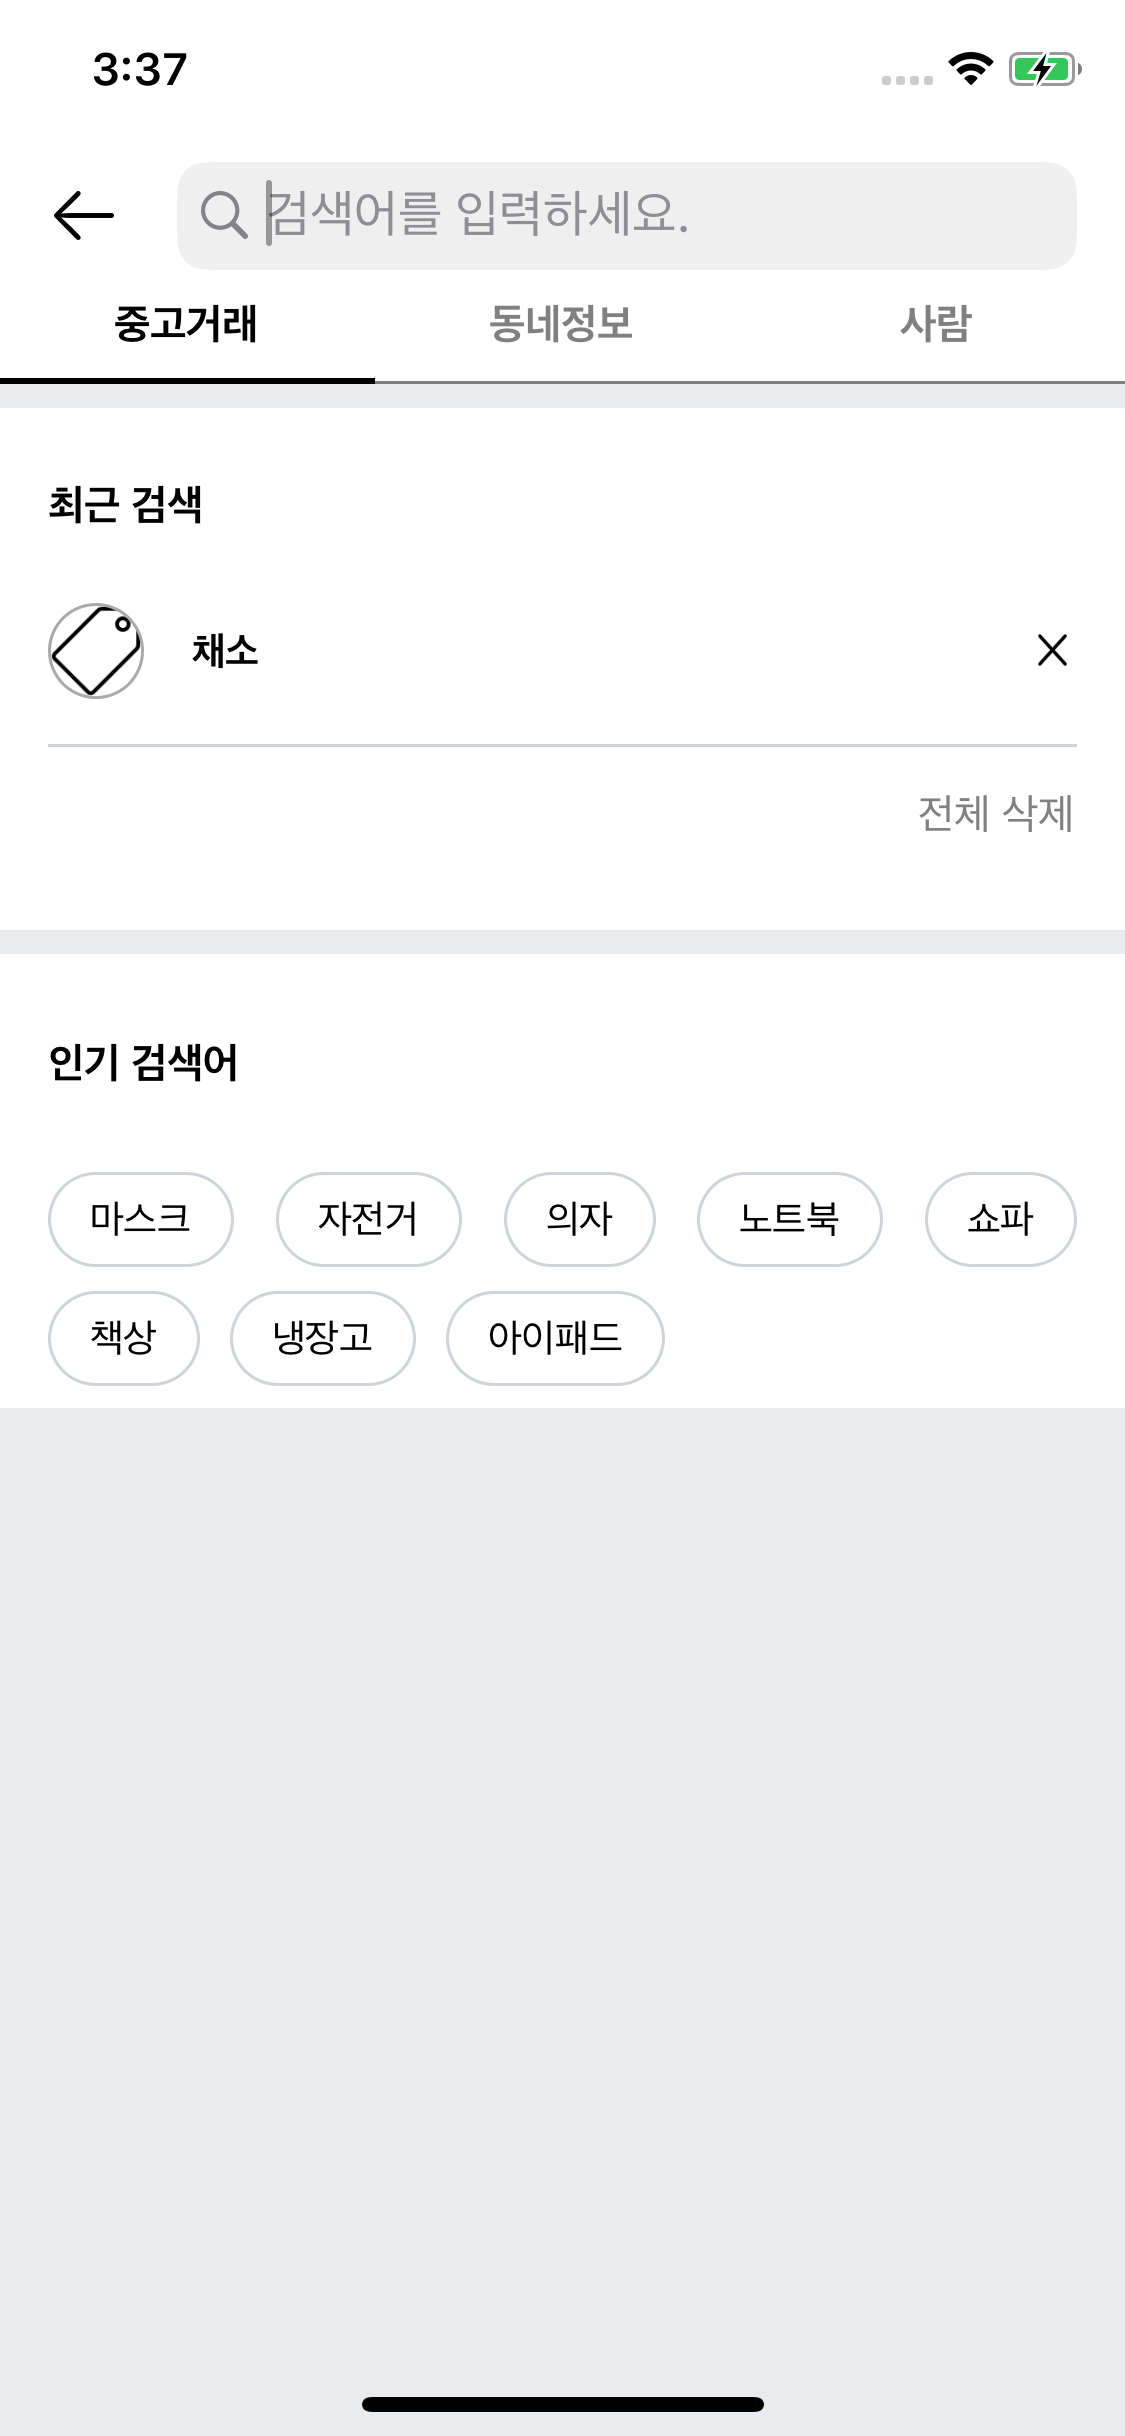 3:37
검색어를 입력하세요.
중고거래 동네정보 사람
최근 검색
채소
전체 삭제
인기 검색어
마스크 자전거 의자 노트북 쇼파
책상 냉장고 아이패드